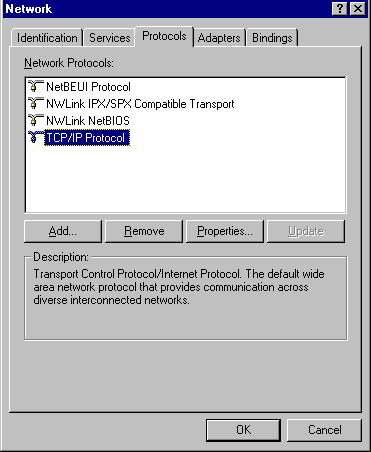 Network
Identification Services Protocols Adapters Bindings
Network Protocols:
NetBEUI Protocol
NWLink IPX/SPX Compatible Transport
NWLink NetBIOS
TCP/IP Protocol
Add... Remove Properties... Update
Description:
Transport Control Protocol/Internet Protocol. The default wide
area network protocol that provides communication across
diverse interconnected networks.
OK Cancel